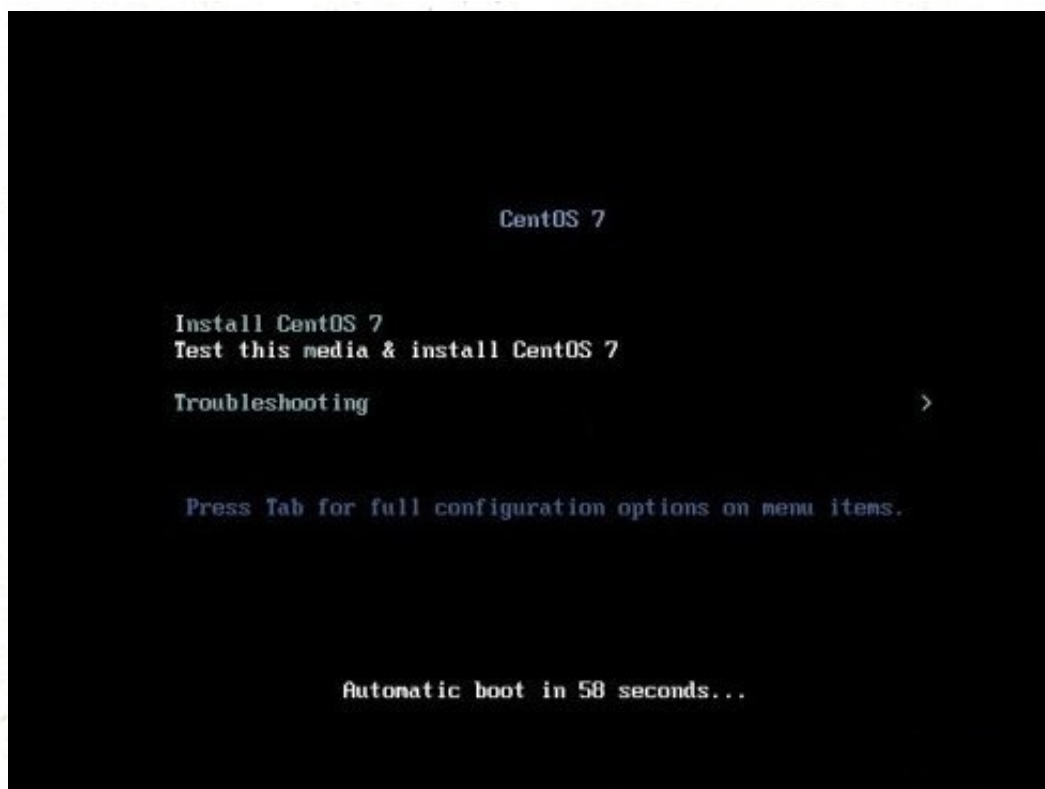 CentOS 7
Install CentOS 7
Test this media & install CentOS 7
Troubleshooting >
Press Tab for full configuration options on menu items.
Automatic boot in 58 seconds...